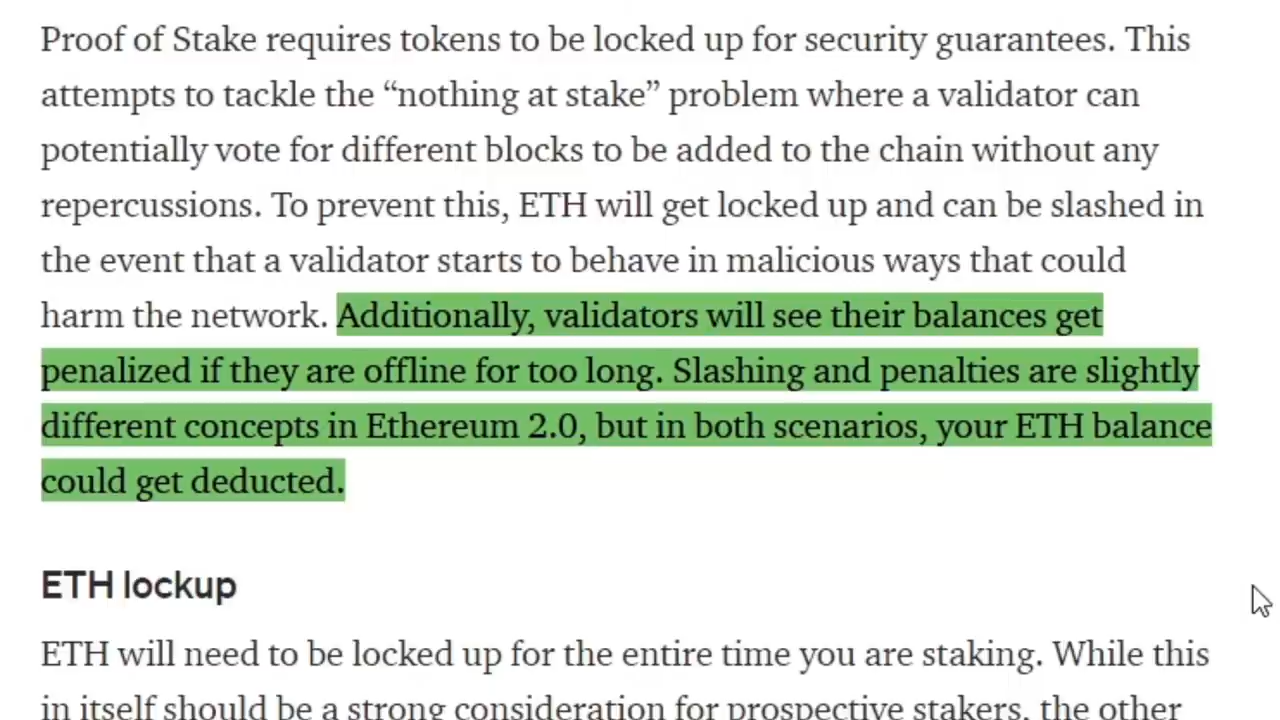 Proof of Stake requires tokens to be locked up for security guarantees. This
attempts to tackle the “nothing at stake” problem where a validator can
potentially vote for different blocks to be added to the chain without any
repercussions. To prevent this, ETH will get locked up and can be slashed in
the event that a validator starts to behave in malicious ways that could
harm the network. Additionally, validators will see their balances get
penalized if they are offline for too long. Slashing and penalties are slightly
different concepts in Ethereum 2.0, but in both scenarios, your ETH balance
could get deducted.
ETH lockup
ETH will need to be locked up for the entire time you are staking. While this
in itself should be a strong consideration for prospective stakers, the other